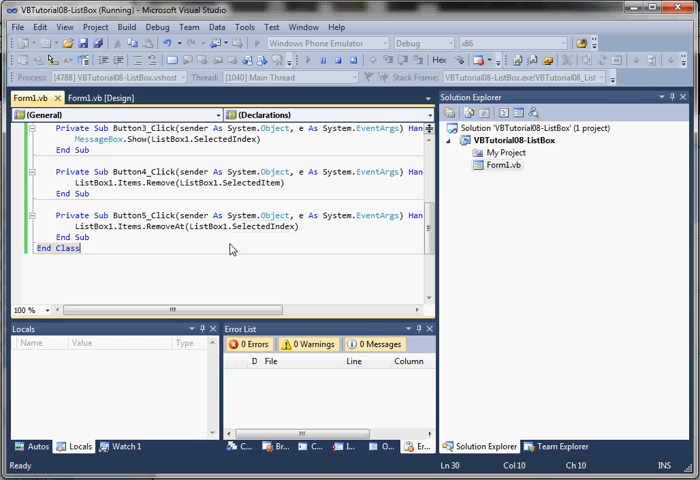 VBTutorial08-ListBox (Running) - Microsoft Visual Studio
File Edit View Project Build Debug Team Data Tools Test Window Help
Windows Phone Emulator Debug x86
Process: [4788] VBTutorial08-ListBox.vshost Thread: [1040] Main Thread Stack Frame: VBTutorial08-ListBox.exe!VBTutorial08_List
Form1.vb Form1.vb [Design]
(General) (Declarations)
Private Sub Button3_Click(sender As System.Object, e As System.EventArgs) Han
MessageBox.Show(ListBox1.SelectedIndex)
End Sub
Private Sub Button4_Click(sender As System.Object, e As System.EventArgs) Han
ListBox1.Items.Remove(ListBox1.SelectedItem)
End Sub
Private Sub Button5_Click(sender As System.Object, e As System.EventArgs) Han
ListBox1.Items.RemoveAt(ListBox1.SelectedIndex)
End Sub
End Class
100 %
Solution Explorer
Solution 'VBTutorial08-ListBox' (1 project)
VBTutorial08-ListBox
My Project
Form1.vb
Locals
Name Value Type
Error List
0 Errors 0 Warnings 0 Messages
D File Line Column
Autos Locals Watch 1
C... Br... C... I... O... Er...
Solution Explorer Team Explorer
Ready Ln 30 Col 10 Ch 10 INS